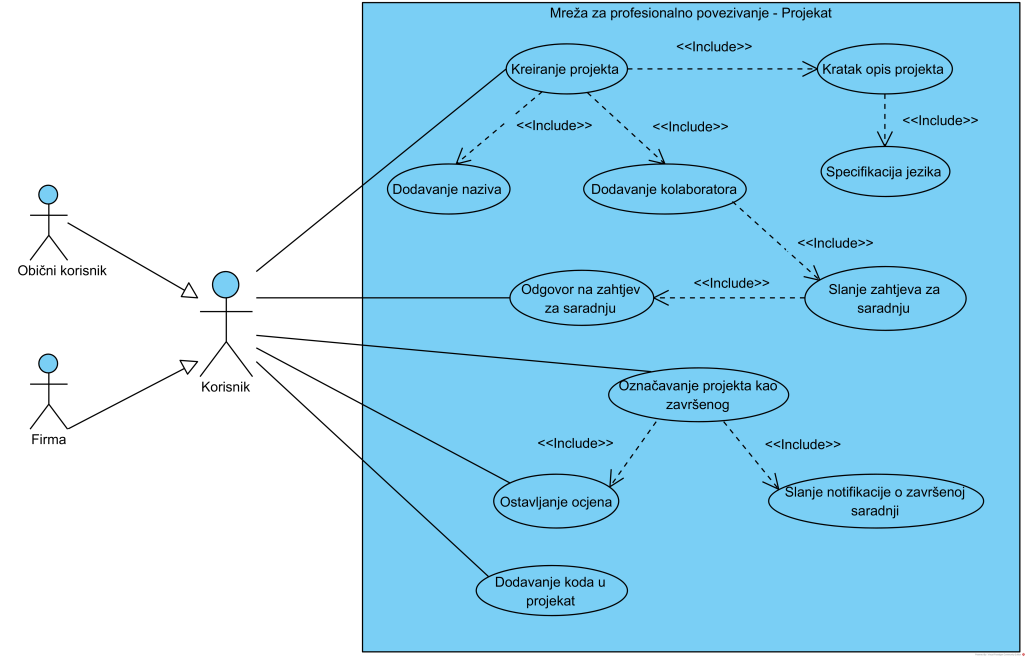 Mreža za profesionalno povezivanje - Projekat
<<Include>>
Kreiranje projekta
Kratak opis projekta
<<Include>>
<<Include>>
<<Include>>
Dodavanje naziva
Dodavanje kolaboratora
Specifikacija jezika
<<Include>>
Obični korisnik
Odgovor na zahtjev
za saradnju
<<Include>>
Slanje zahtjeva za
saradnju
Korisnik
Označavanje projekta kao
završenog
Firma
<<Include>>
<<Include>>
Ostavljanje ocjena
Slanje notifikacije o završenoj
saradnji
Dodavanje koda u
projekat